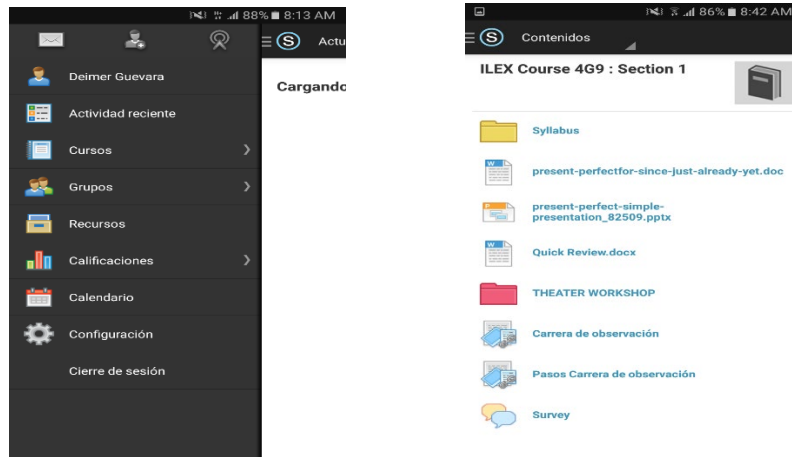 88% 8:13 AM
S Actu
Cargando
Deimer Guevara
Actividad reciente
Cursos
Grupos
Recursos
Calificaciones
Calendario
Configuración
Cierre de sesión
86% 8:42 AM
S Contenidos
ILEX Course 4G9 : Section 1
Syllabus
present-perfectfor-since-just-already-yet.doc
present-perfect-simple-
presentation_82509.pptx
Quick Review.docx
THEATER WORKSHOP
Carrera de observación
Pasos Carrera de observación
Survey